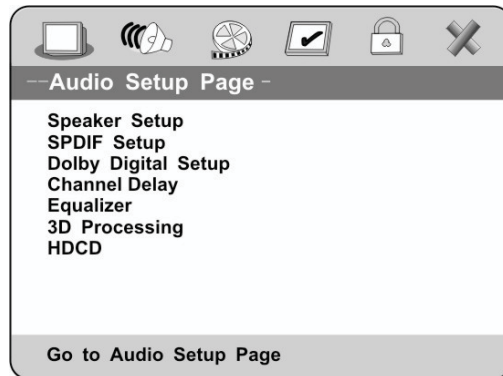 --Audio Setup Page -
Speaker Setup
SPDIF Setup
Dolby Digital Setup
Channel Delay
Equalizer
3D Processing
HDCD
Go to Audio Setup Page